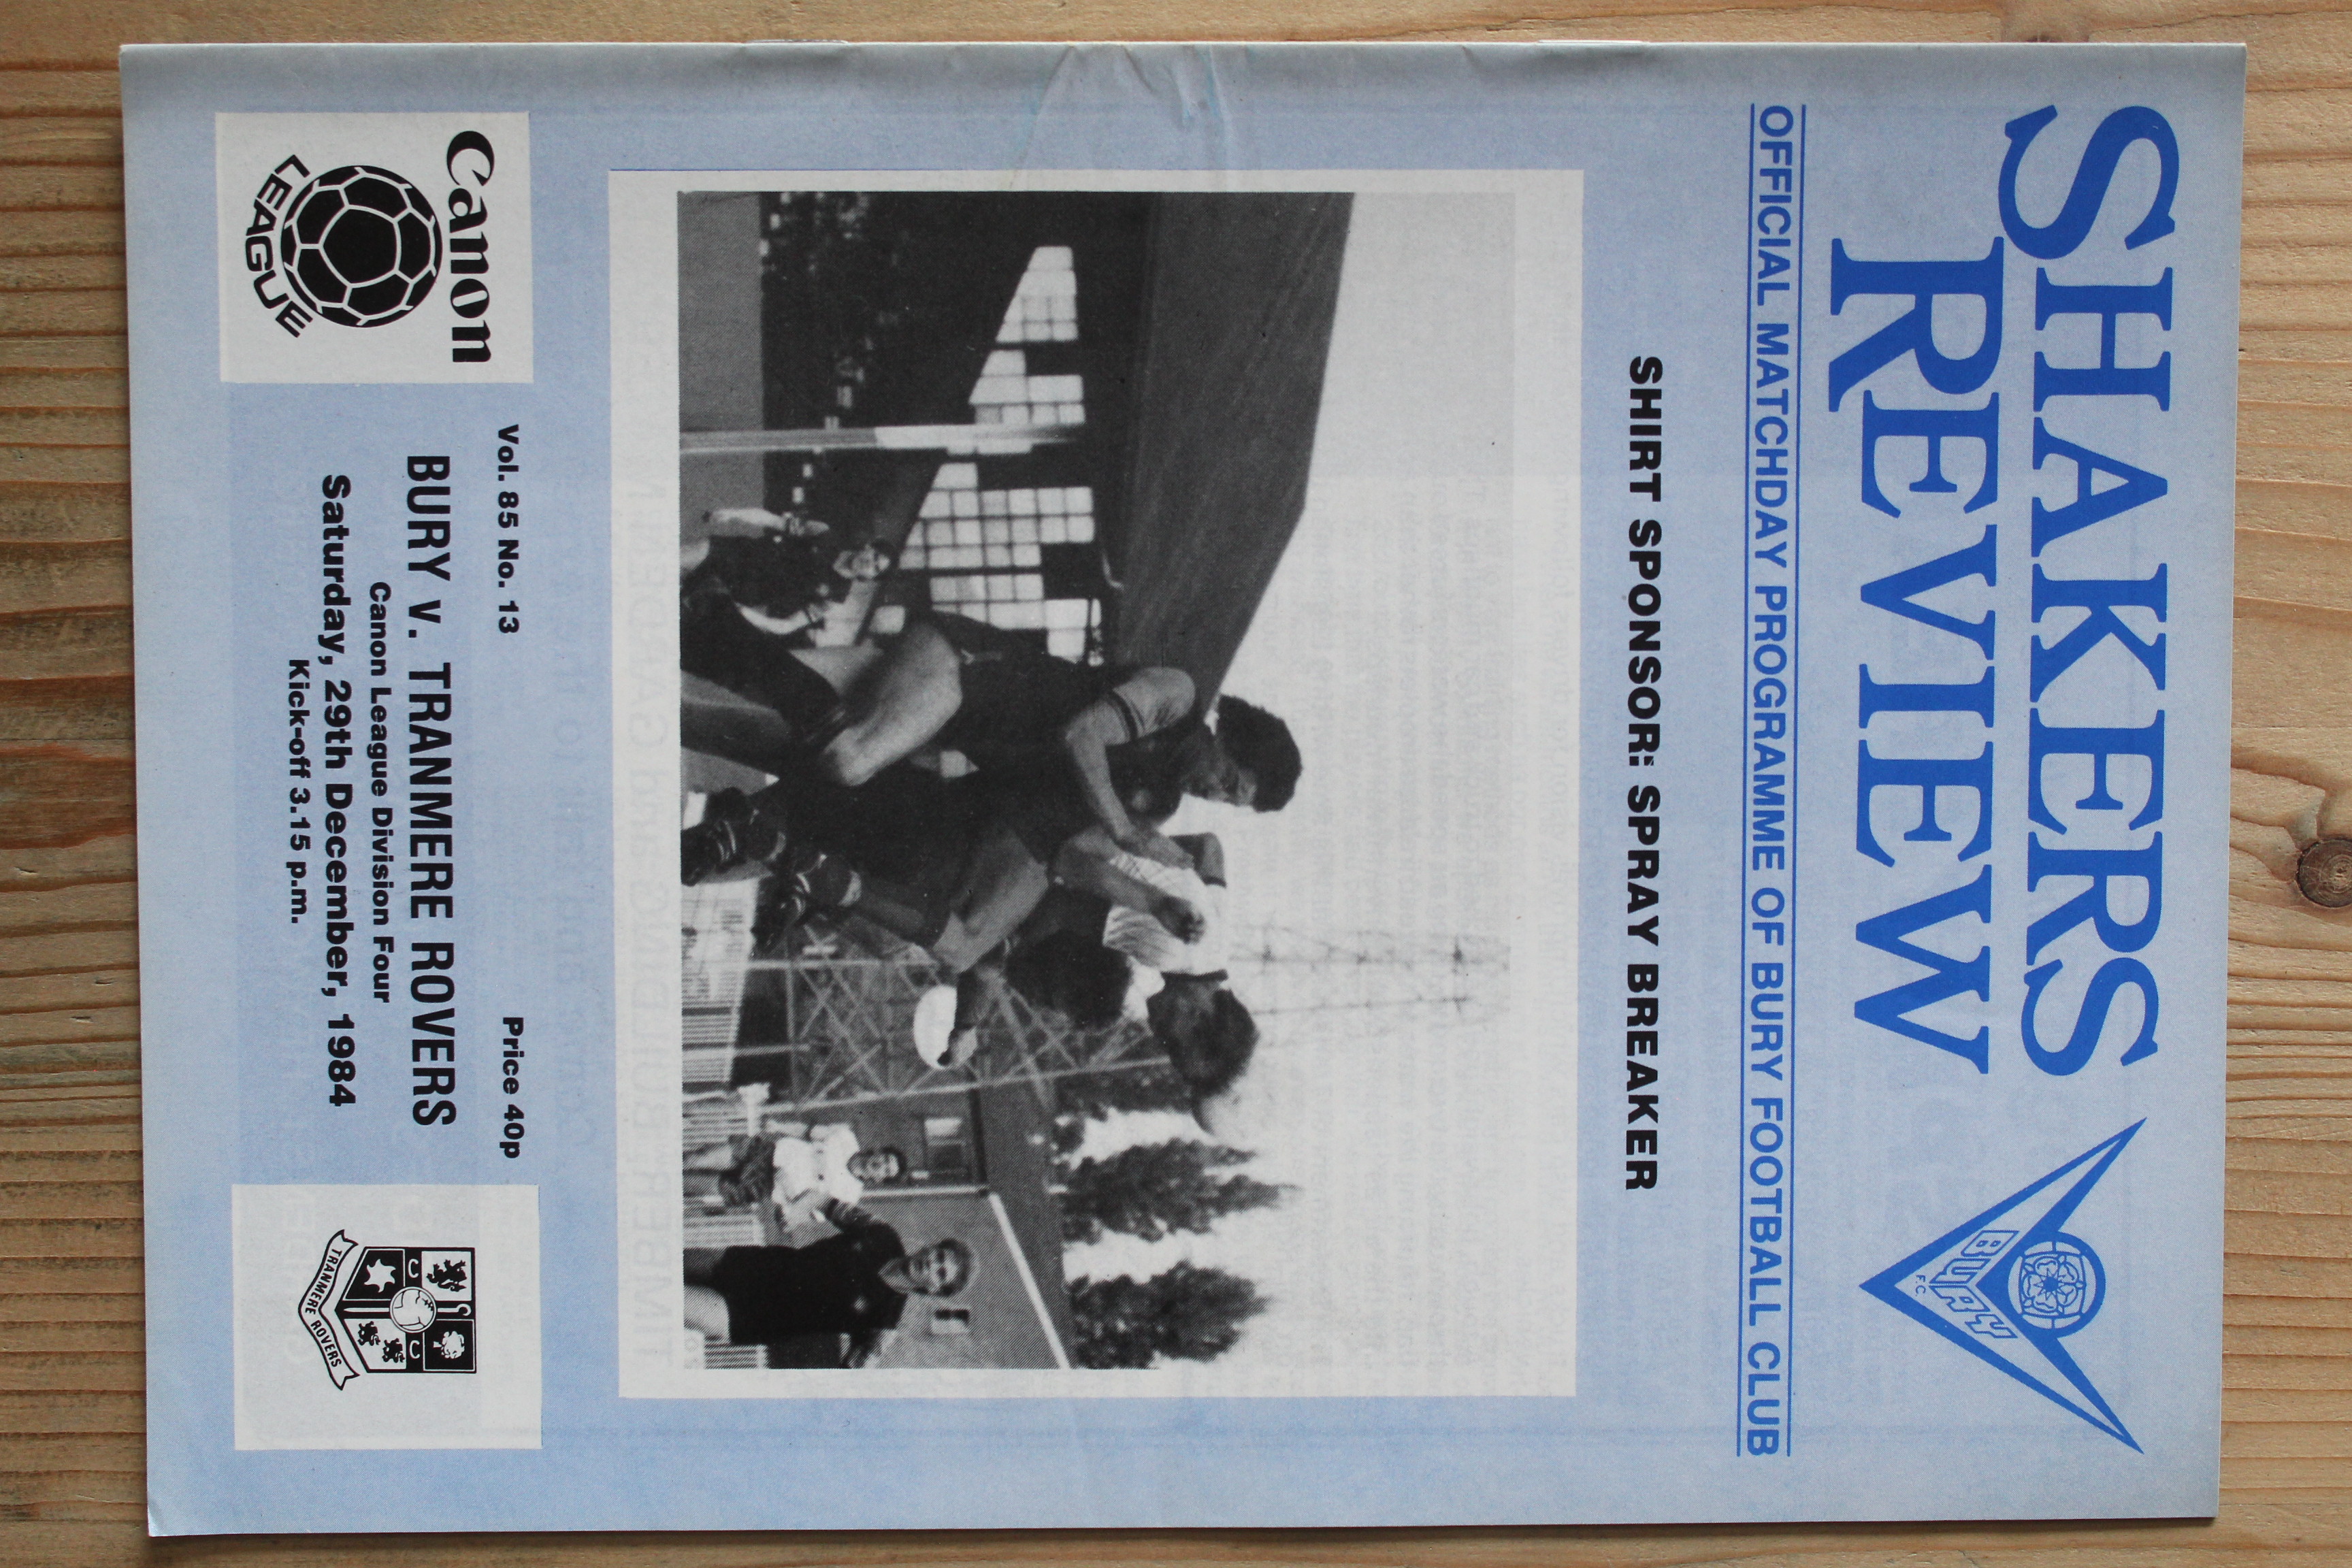 SHAKERS
REVIEW
BURY
F.C.
OFFICIAL MATCHDAY PROGRAMME OF BURY FOOTBALL CLUB
SHIRT SPONSOR: SPRAY BREAKER
Vol. 85 No. 13
Price 40p
Canon
LEAGUE
BURY v. TRANMERE ROVERS
Canon League Division Four
Saturday, 29th December, 1984
Kick-off 3.15 p.m.
C
C
TRANMERE ROVERS